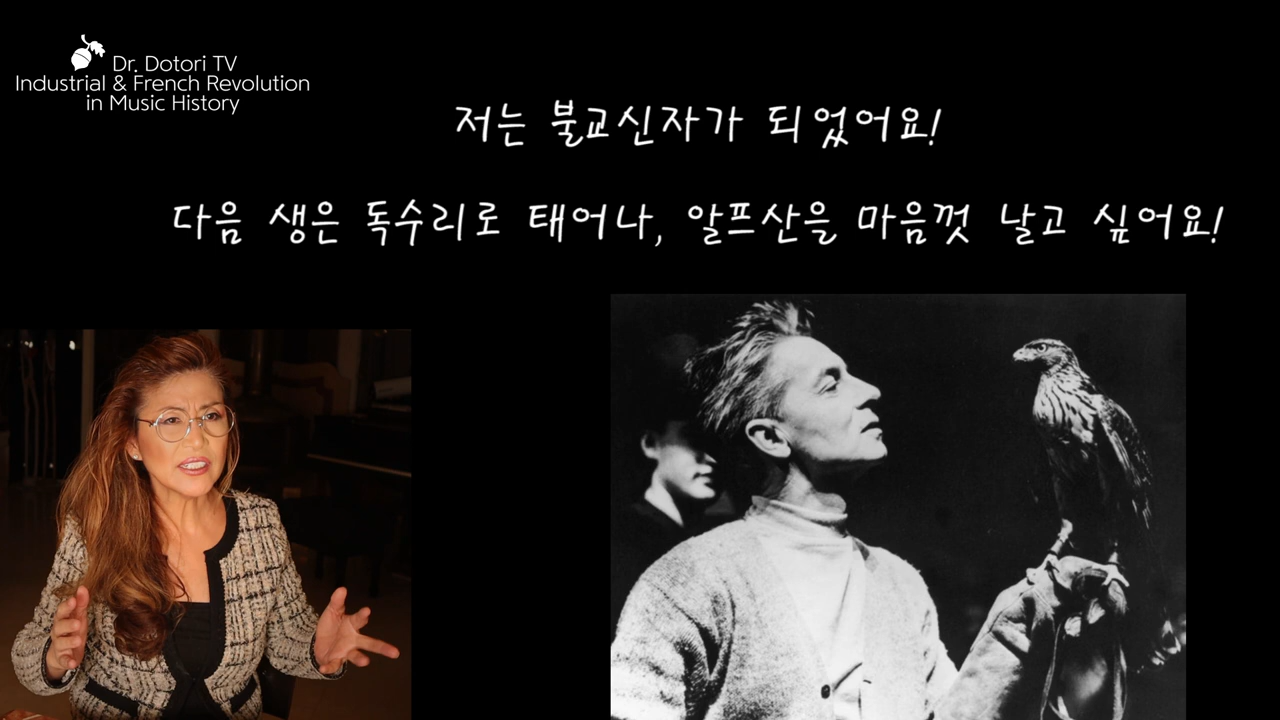 Dr. Dotori TV
Industrial & French Revolution
in Music History
저는 불교신자가 되었어요!
다음 생은 독수리로 태어나, 알프산을 마음껏 날고 싶어요!